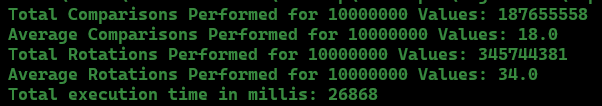 Total Comparisons Performed for 10000000 Values: 187655558
Average Comparisons Performed for 10000000 Values: 18.0
Total Rotations Performed for 10000000 Values: 345744381
Average Rotations Performed for 10000000 Values: 34.0
Total execution time in millis: 26868